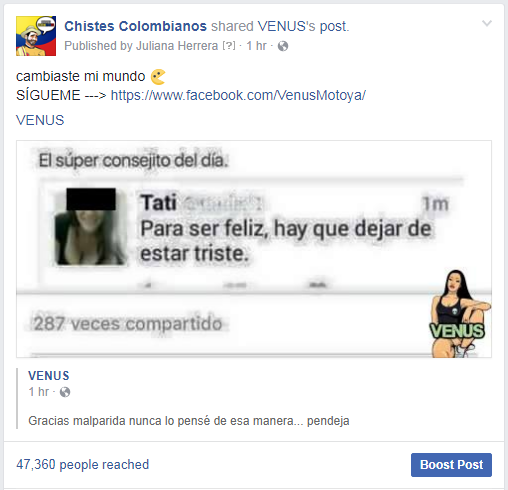 Chistes Colombianos shared VENUS's post.
Published by Juliana Herrera [?] · 1 hr ·
cambiaste mi mundo
SÍGUEME ---> https://www.facebook.com/VenusMotoya/
VENUS
El súper consejito del día.
Tati
1m
Para ser feliz, hay que dejar de
estar triste.
287 veces compartido
VENUS
VENUS
1 hr ·
Gracias malparida nunca lo pensé de esa manera... pendeja
47,360 people reached
Boost Post